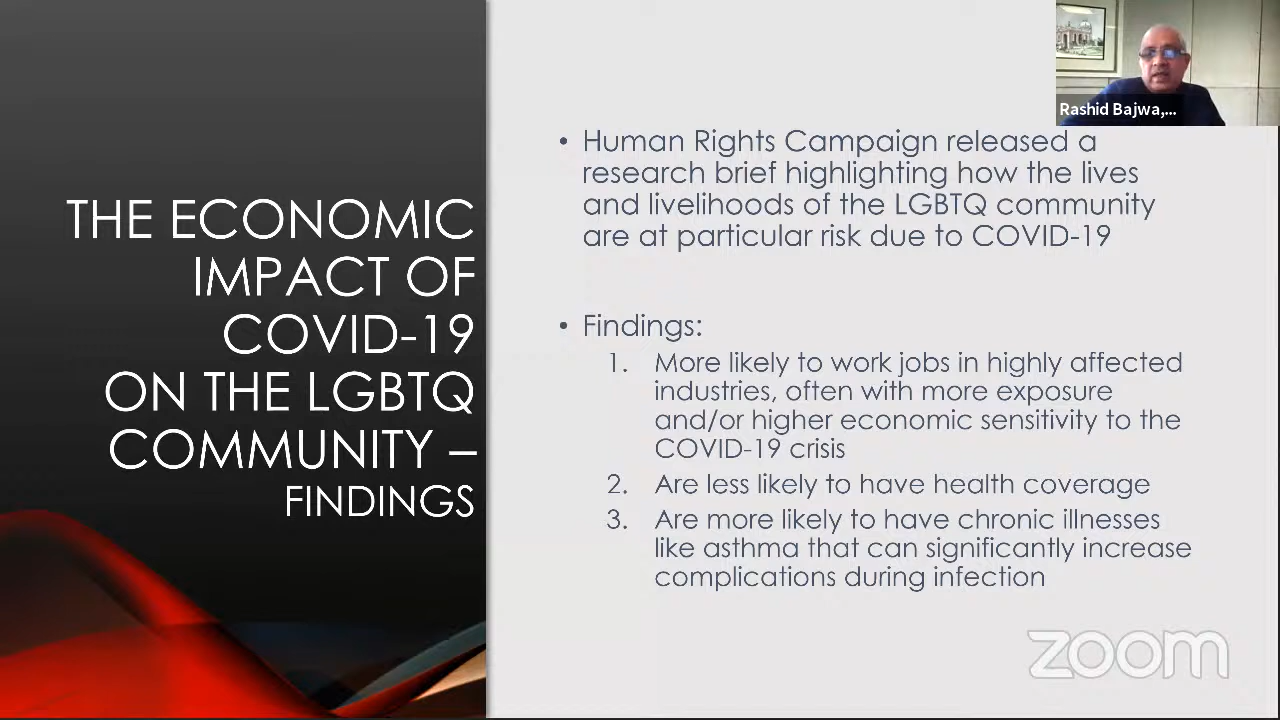 THE ECONOMIC
IMPACT OF
COVID-19
ON THE LGBTQ
COMMUNITY –
FINDINGS
Rashid Bajwa,...
• Human Rights Campaign released a
research brief highlighting how the lives
and livelihoods of the LGBTQ community
are at particular risk due to COVID-19
• Findings:
1. More likely to work jobs in highly affected
industries, often with more exposure
and/or higher economic sensitivity to the
COVID-19 crisis
2. Are less likely to have health coverage
3. Are more likely to have chronic illnesses
like asthma that can significantly increase
complications during infection
zoom